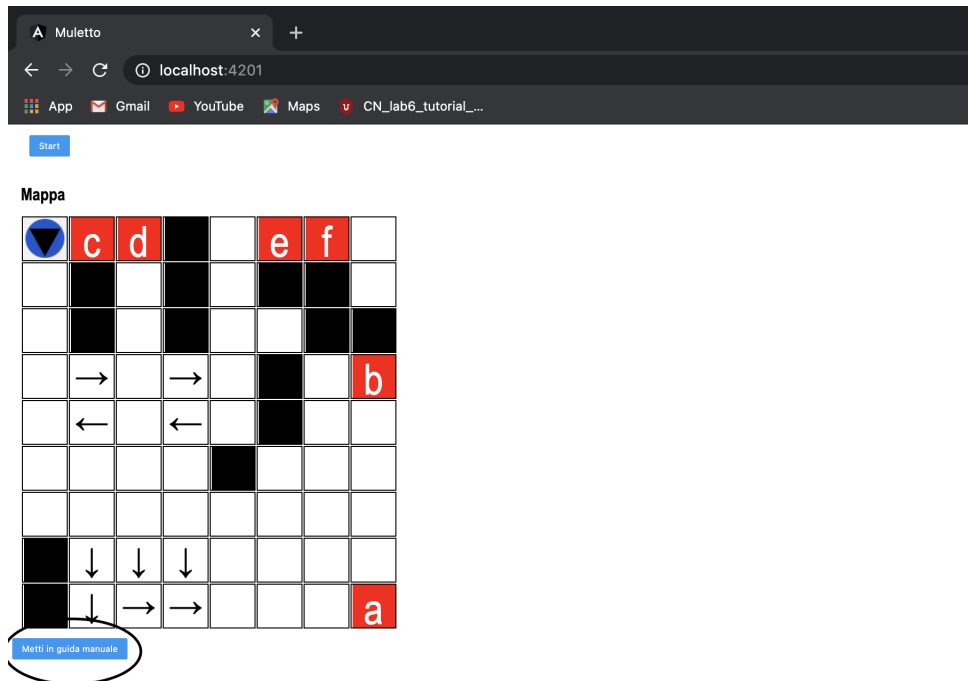 Muletto
localhost:4201
App Gmail YouTube Maps CN_lab6_tutorial_...
Start
Mappa
c d e f
→ → b
← ←
↓ ↓ ↓
↓ → → a
Metti in guida manuale